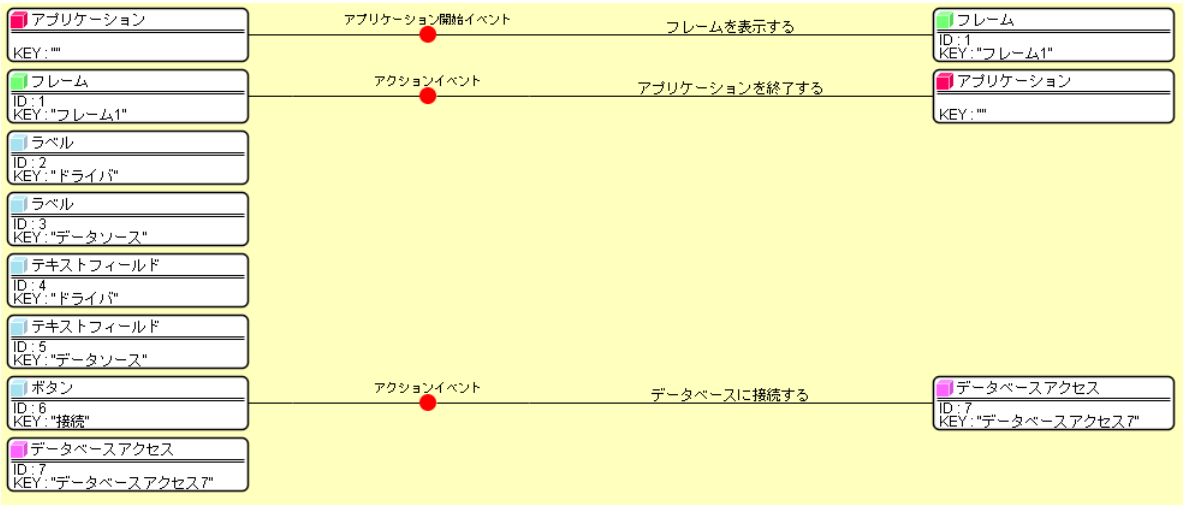 アプリケーション
KEY : ""
アプリケーション開始イベント
フレームを表示する
フレーム
ID : 1
KEY : "フレーム1"
フレーム
ID : 1
KEY : "フレーム1"
アクションイベント
アプリケーションを終了する
アプリケーション
KEY : ""
ラベル
ID : 2
KEY : "ドライバ"
ラベル
ID : 3
KEY : "データソース"
テキストフィールド
ID : 4
KEY : "ドライバ"
テキストフィールド
ID : 5
KEY : "データソース"
ボタン
ID : 6
KEY : "接続"
アクションイベント
データベースに接続する
データベースアクセス
ID : 7
KEY : "データベースアクセス7"
データベースアクセス
ID : 7
KEY : "データベースアクセス7"